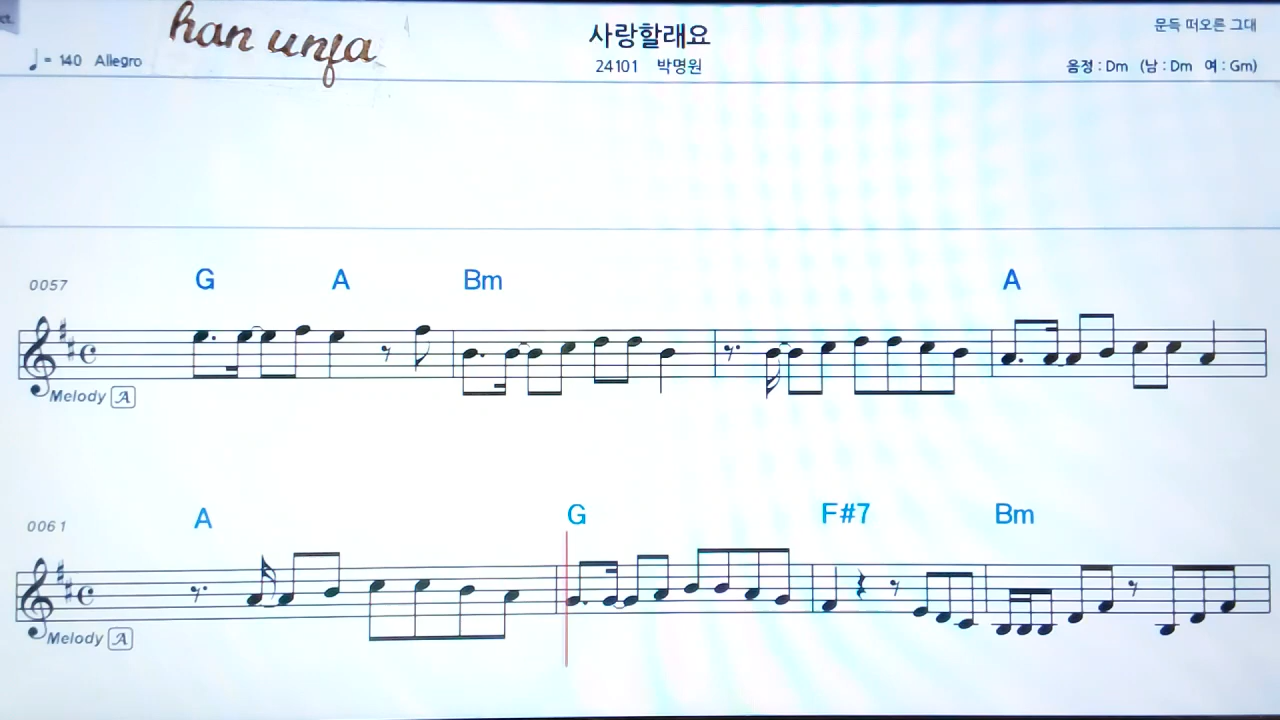 ct.
han unfa
사랑할래요
문득 떠오른 그대
♩= 140 Allegro
24101 박명원
음정 : Dm (남 : Dm 여 : Gm)
0057 G A Bm A
Melody A
0061 A G F#7 Bm
Melody A